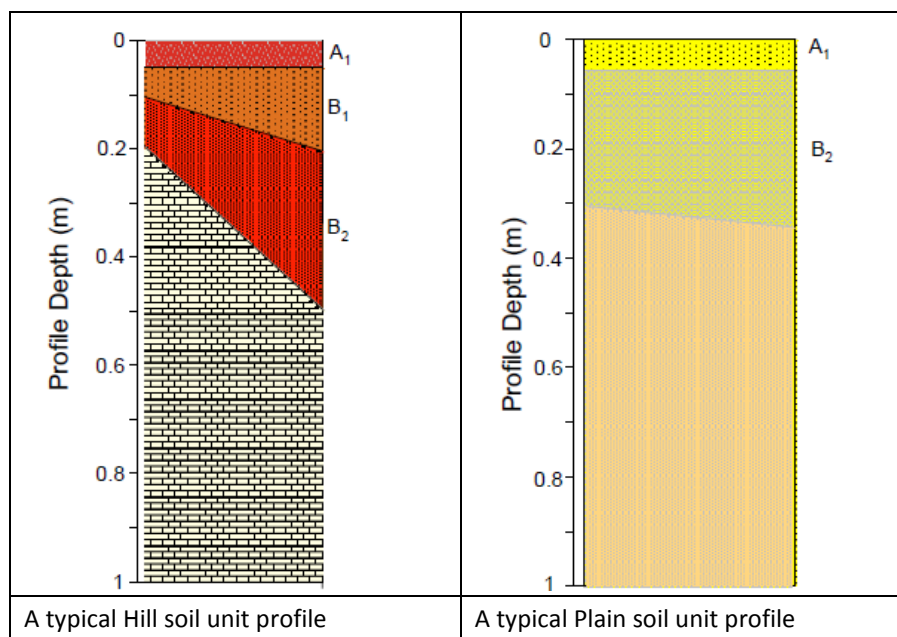 0
A1
B1
0.2
B2
0.4
0.6
0.8
1
Profile Depth (m)
A typical Hill soil unit profile
0
A1
0.2
B2
0.4
0.6
0.8
1
Profile Depth (m)
A typical Plain soil unit profile